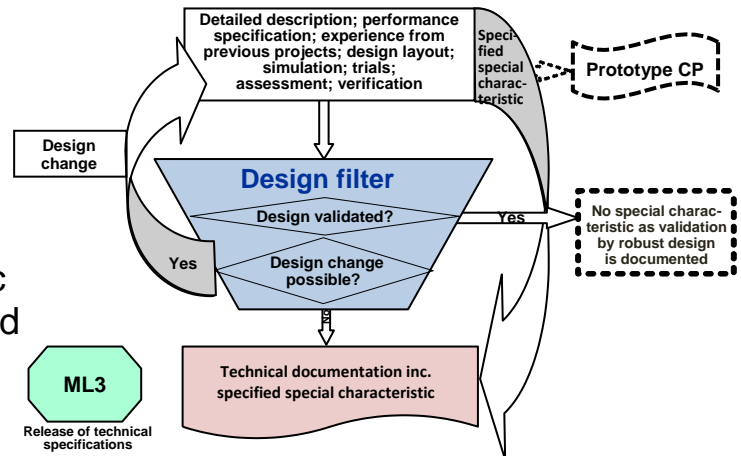 Detailed description; performance
specification; experience from
previous projects; design layout;
simulation; trials;
assessment; verification
Speci-
fied
special
charac-
teristic
Prototype CP
Design
change
Design filter
Design validated?
Yes
No special charac-
teristic as validation
by robust design
is documented
Yes
Design change
possible?
No
c
d
ML3
Release of technical
specifications
Technical documentation inc.
specified special characteristic